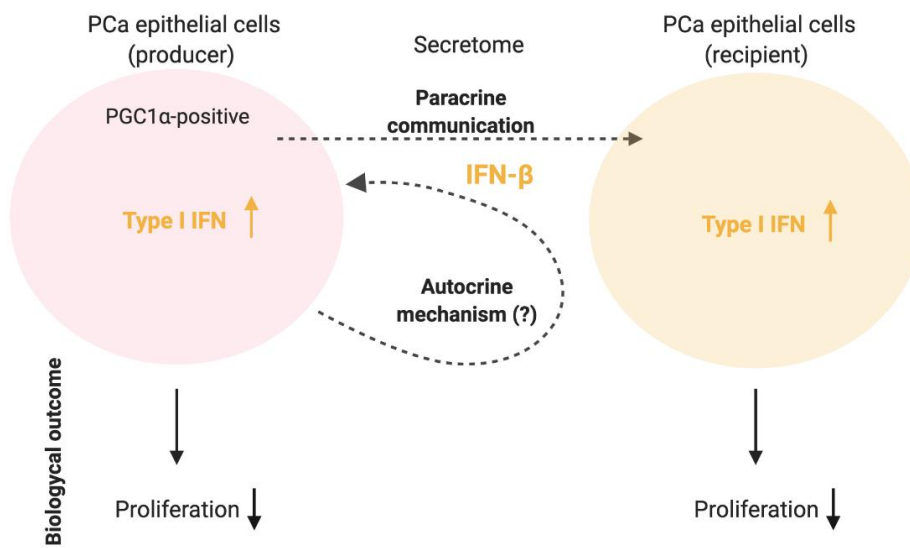 PCa epithelial cells
(producer)
Secretome
PCa epithelial cells
(recipient)
PGC1α-positive
Paracrine
communication
IFN-β
Type I IFN
Type I IFN
Autocrine
mechanism (?)
Biologycal outcome
Proliferation
Proliferation